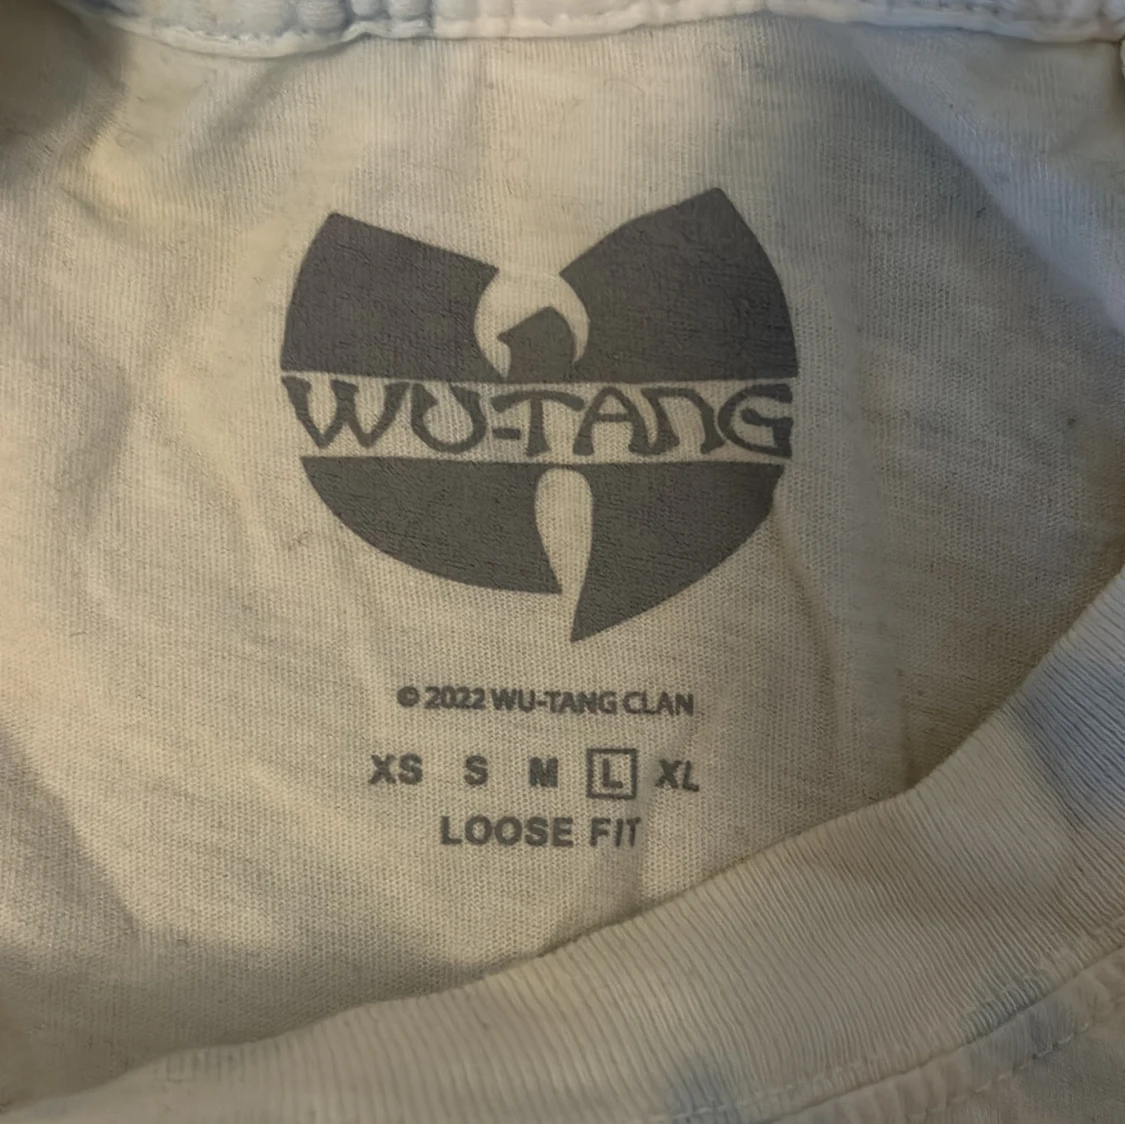 WU-TANG
© 2022 WU-TANG CLAN
XS S M L XL
LOOSE FIT